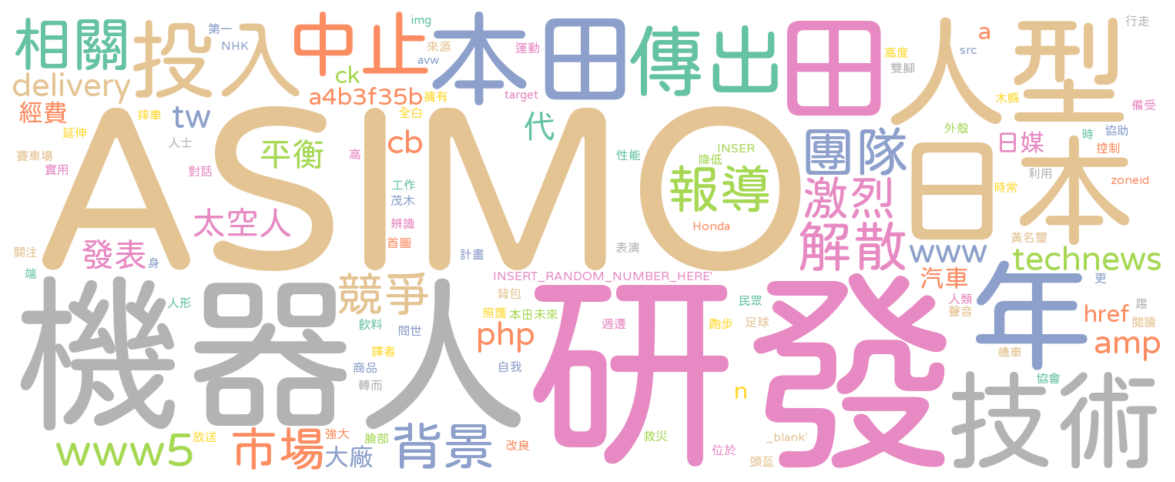 相關
投入
第一
NHK
中止
img
來源
avw
本田
運動
傳出
田
高度
雙腳
人型
src
a
行走
delivery
ck
a4b3f35b
擁有
target
木縣
備受
經費
延伸
摔車
tw
人士
全白
cb
代
外殼
日媒
時
協助
控制
賽車場
實用
對話
平衡
高
ASIMO
性能
INSER
降低
報導
團隊
日本
利用
zoneid
時常
太空人
工作
茂木
辨識
首圖
Honda
激烈
黃名璽
關注
發表
身
計畫
表演
解散
www
technews
端
INSERT_RANDOM_NUMBER_HERE'
汽車
年
更
機器人
人形
競爭
背包
照護
本田未來
研發
民眾
人類
聲音
踢
href
閱讀
飲料
問世
php
週邊
跑步
足球
amp
譯者
商品
轉而
自我
機車
協會
n
技術
www5
放送
市場
強大
大廠
臉部
背景
改良
救災
位於
_blank'
頭盔